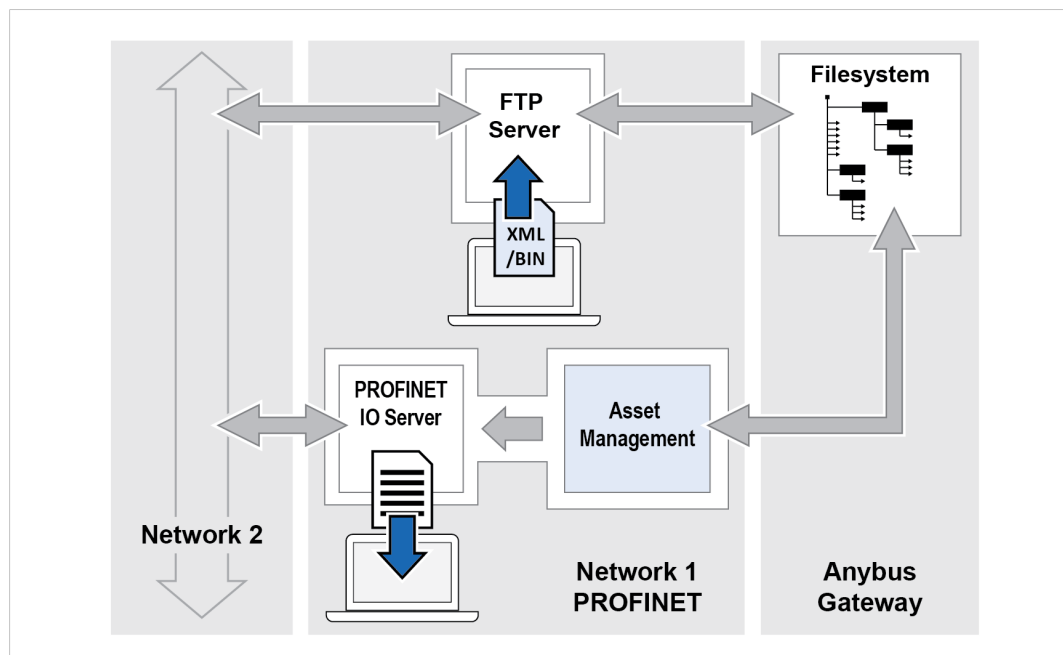 Filesystem
FTP
Server
XML
/BIN
PROFINET
IO Server
Asset
Management
Network 2
Network 1
PROFINET
Anybus
Gateway